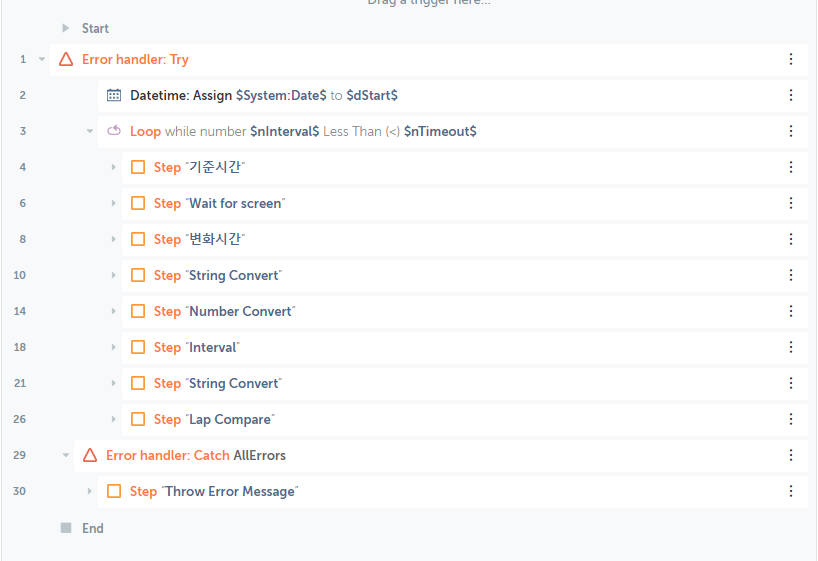 Drag a trigger here...
Start
1 Error handler: Try
2 Datetime: Assign $System:Date$ to $dStart$
3 Loop while number $nInterval$ Less Than (<) $nTimeout$
4 Step "기준시간"
6 Step "Wait for screen"
8 Step "변화시간"
10 Step "String Convert"
14 Step "Number Convert"
18 Step "Interval"
21 Step "String Convert"
26 Step "Lap Compare"
29 Error handler: Catch AllErrors
30 Step "Throw Error Message"
End